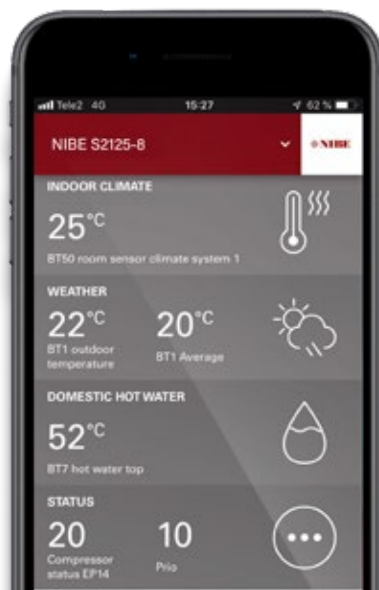 Tele2 4G 15:27 62 %
NIBE S2125-8
NIBE
INDOOR CLIMATE
25°C
BT50 room sensor climate system 1
WEATHER
22°C 20°C
BT1 outdoor temperature BT1 Average
DOMESTIC HOT WATER
52°C
BT7 hot water top
STATUS
20 10
Compressor status EP14 Prio